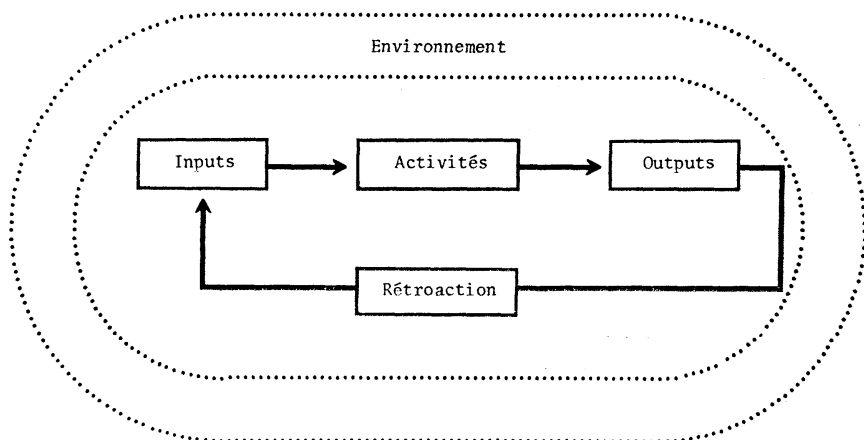 Environnement
Inputs
Activités
Outputs
Rétroaction